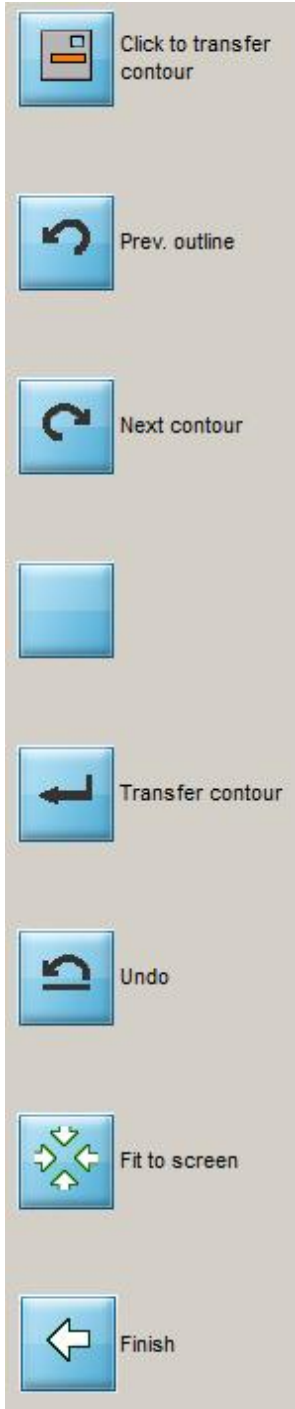 Click to transfer
contour
Prev. outline
Next contour
Transfer contour
Undo
Fit to screen
Finish